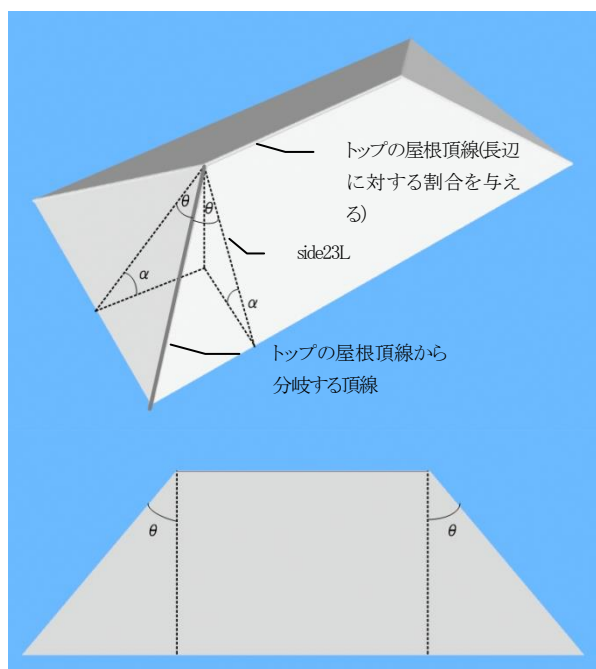 トップの屋根頂線(長辺
に対する割合を与え
る)
θ
θ
side23L
α
α
トップの屋根頂線から
分岐する頂線
θ
θ